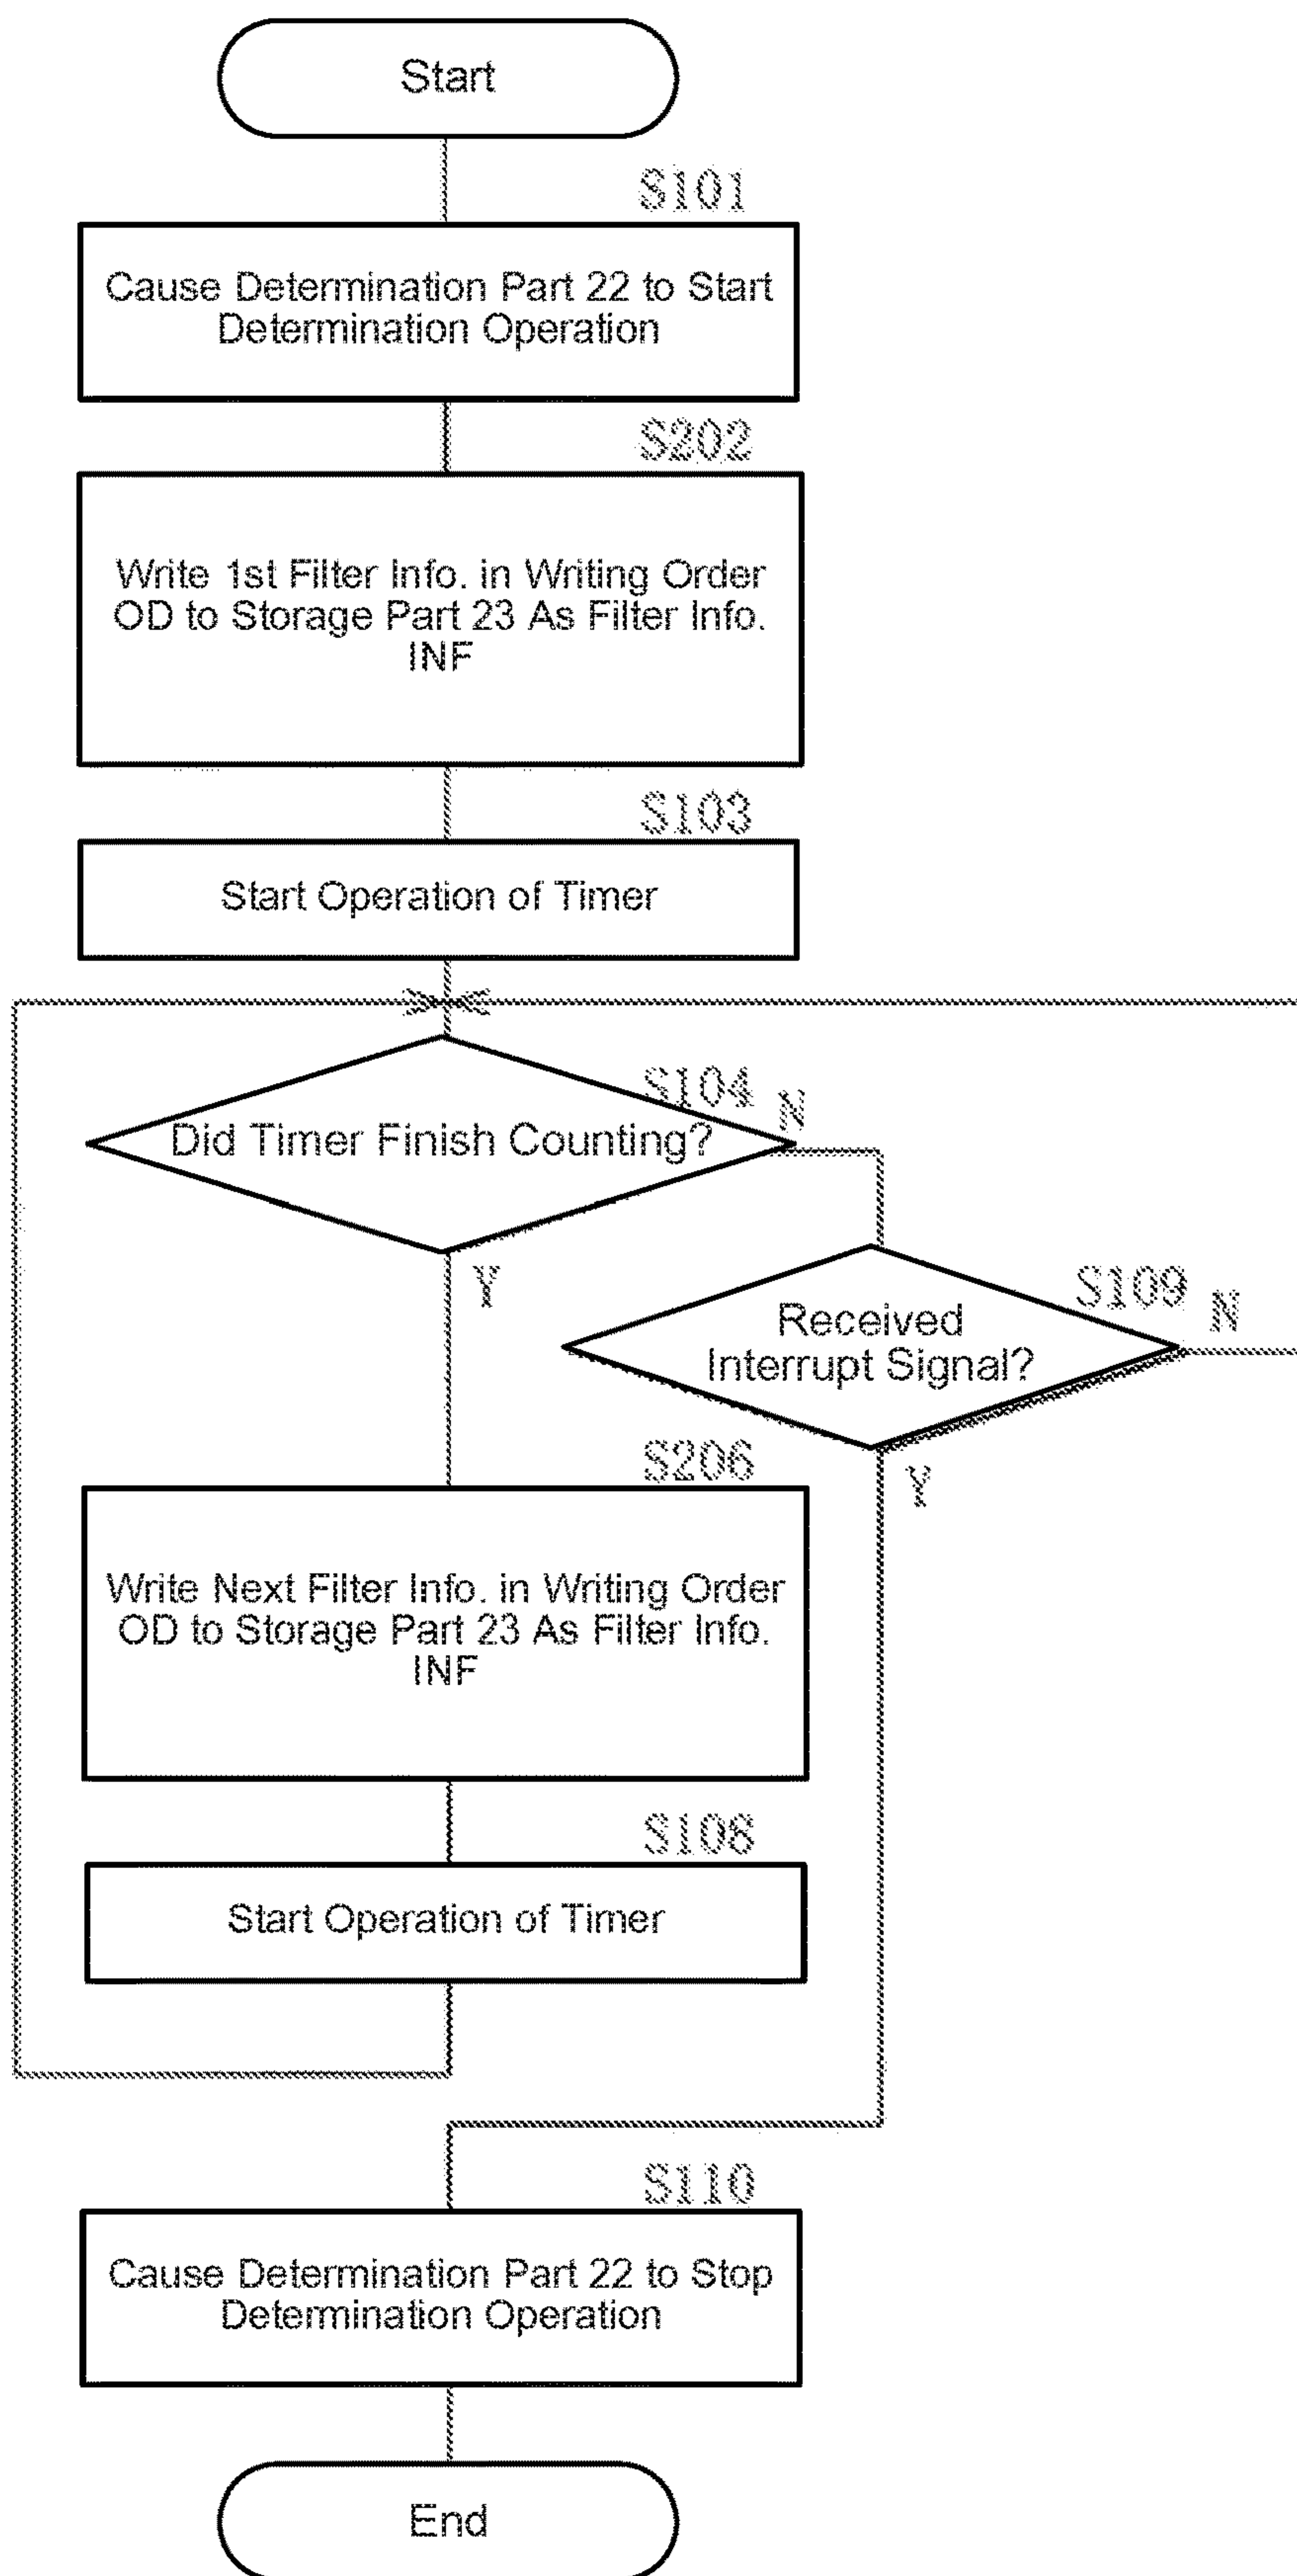 Start
S101
Cause Determination Part 22 to Start
Determination Operation
S202
Write 1st Filter Info. in Writing Order
OD to Storage Part 23 As Filter Info.
INF
S103
Start Operation of Timer
S104
N
Did Timer Finish Counting?
Y
S109
N
Received
Interrupt Signal?
Y
S206
Write Next Filter Info. in Writing Order
OD to Storage Part 23 As Filter Info.
INF
S108
Start Operation of Timer
S110
Cause Determination Part 22 to Stop
Determination Operation
End